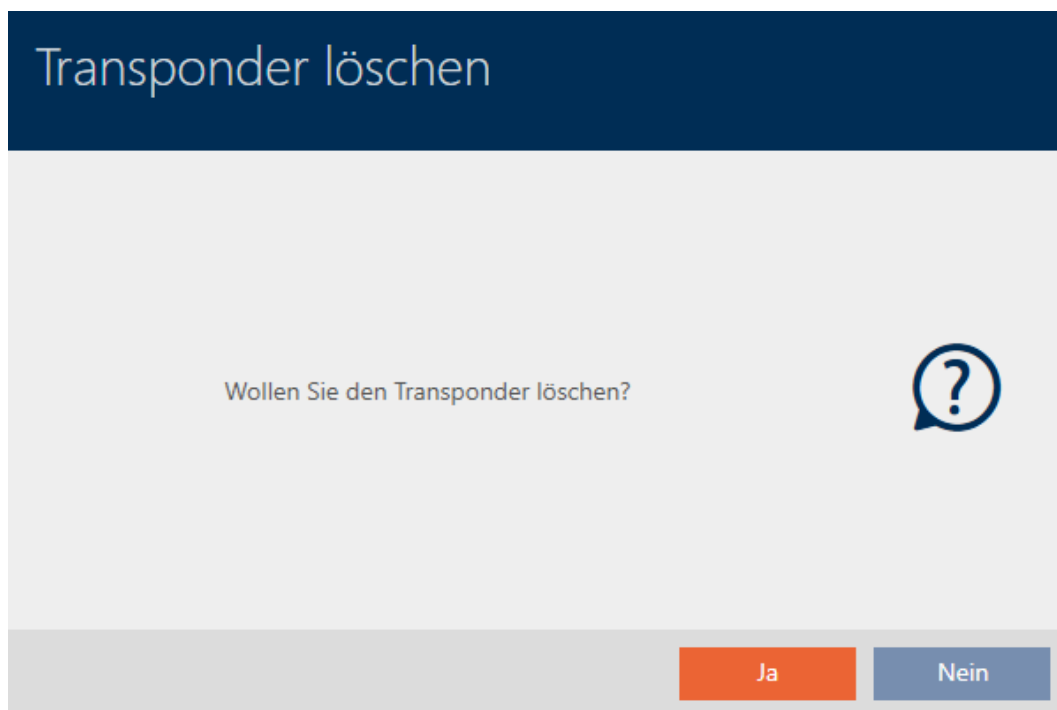 Transponder löschen
Wollen Sie den Transponder löschen?
?
Ja
Nein